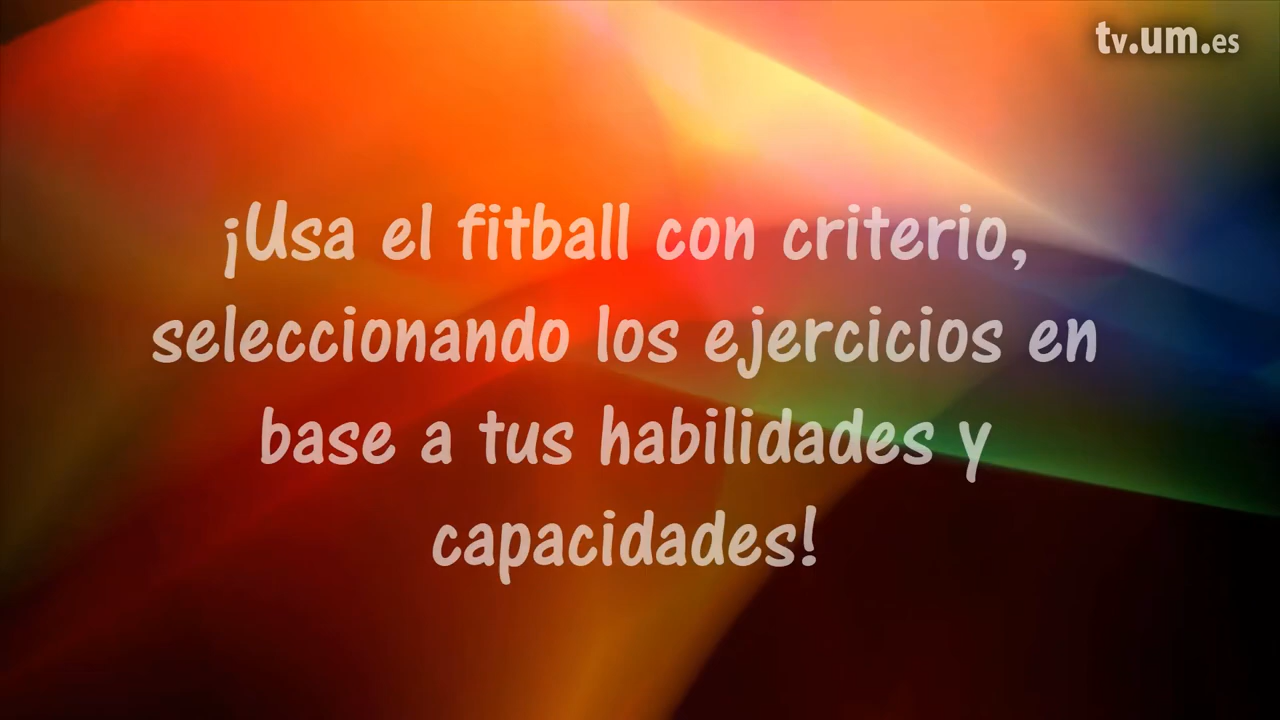 tv.um.es
¡Usa el fitball con criterio,
seleccionando los ejercicios en
base a tus habilidades y
capacidades!